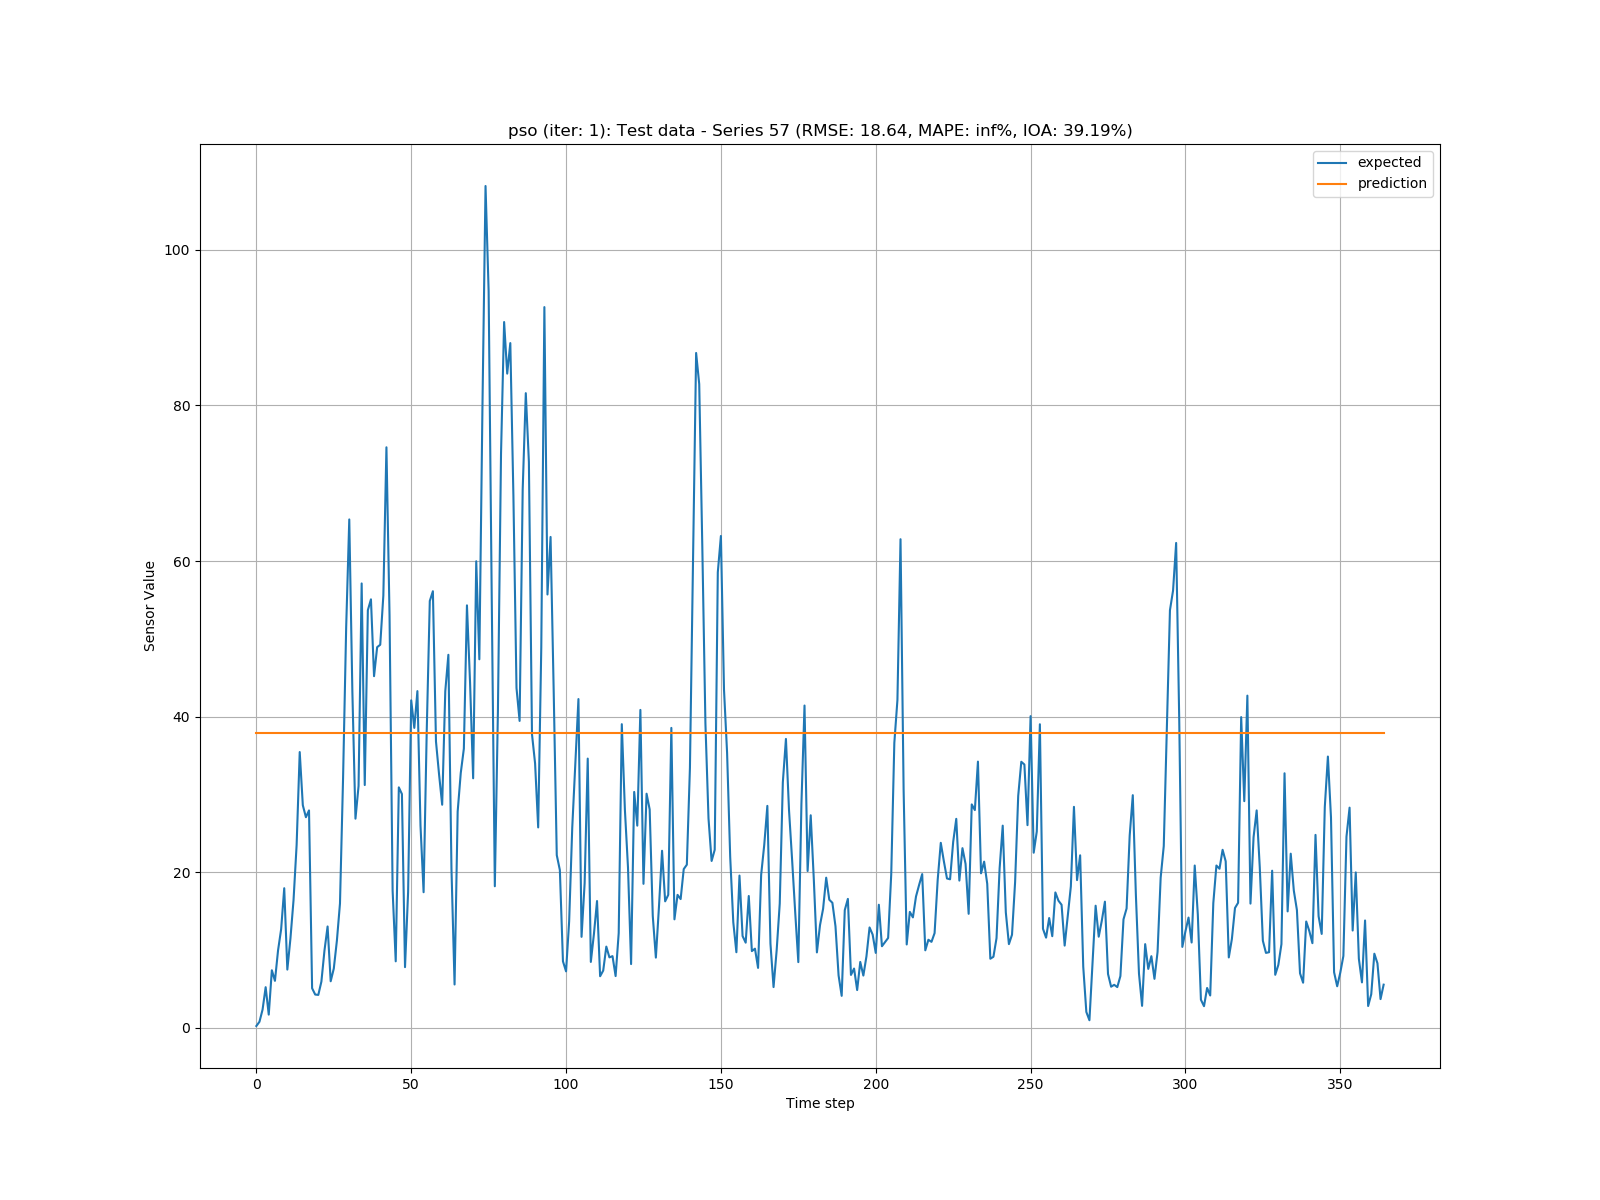 pso (iter: 1): Test data - Series 57 (RMSE: 18.64, MAPE: inf%, IOA: 39.19%)
expected
prediction
100
80
60
40
20
0
Sensor Value
0 50 100 150 200 250 300 350
Time step